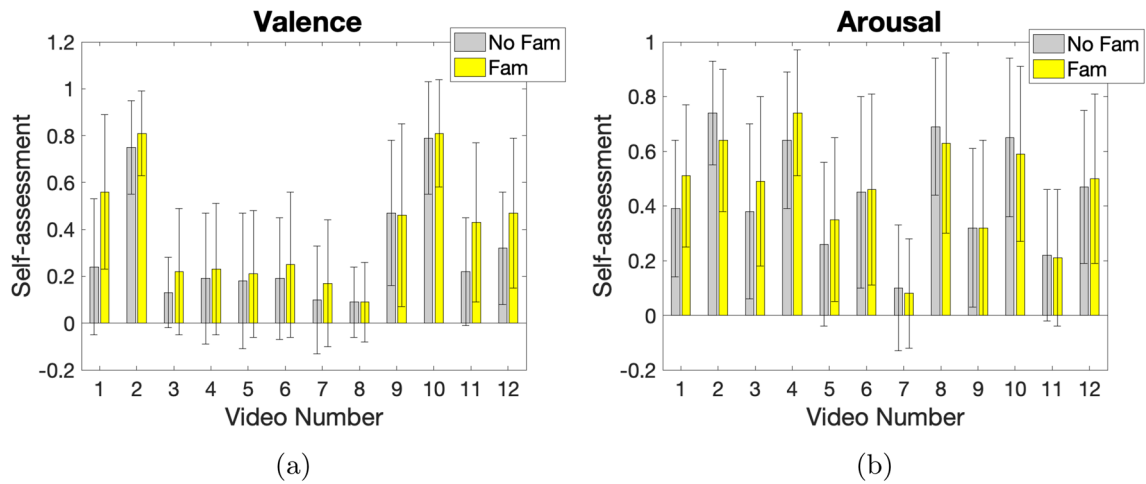 Valence
No Fam
Fam
1.2
1
0.8
0.6
0.4
0.2
0
-0.2
Self-assessment
1 2 3 4 5 6 7 8 9 10 11 12
Video Number
(a)
Arousal
No Fam
Fam
1
0.8
0.6
0.4
0.2
0
-0.2
Self-assessment
1 2 3 4 5 6 7 8 9 10 11 12
Video Number
(b)